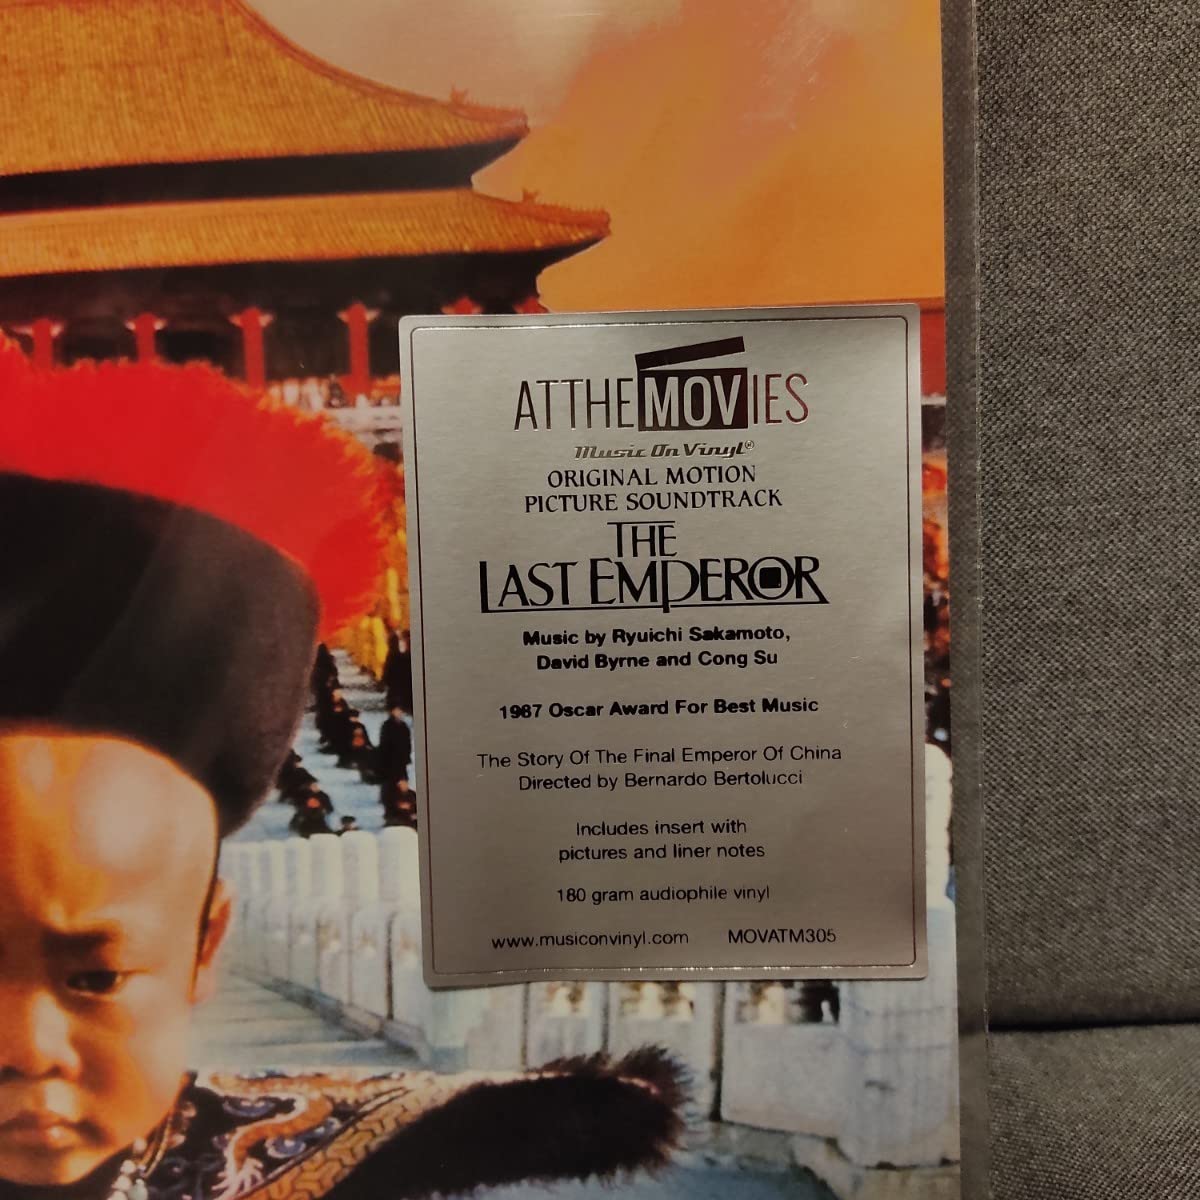 ATTHEMOVIES
Music On Vinyl®
ORIGINAL MOTION
PICTURE SOUNDTRACK
THE
LAST EMPEROR
Music by Ryuichi Sakamoto,
David Byrne and Cong Su
1987 Oscar Award For Best Music
The Story Of The Final Emperor Of China
Directed by Bernardo Bertolucci
Includes insert with
pictures and liner notes
180 gram audiophile vinyl
www.musiconvinyl.com MOVATM305